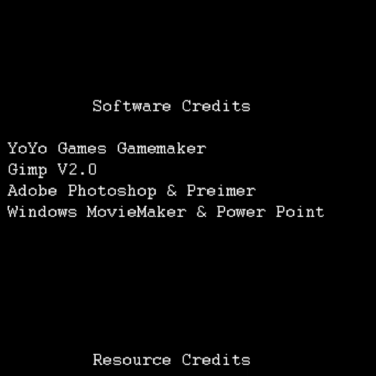 Software Credits
YoYo Games Gamemaker
Gimp V2.0
Adobe Photoshop & Preimer
Windows MovieMaker & Power Point
Resource Credits